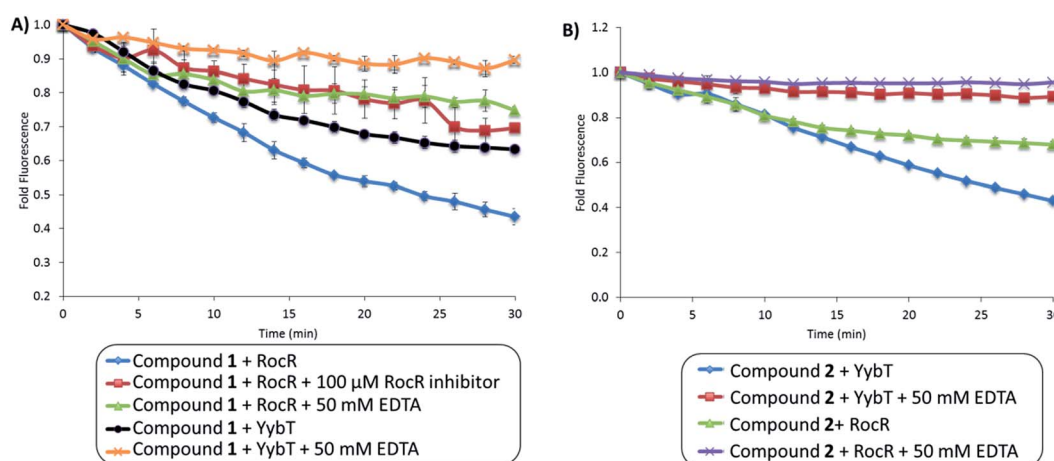 A)
1.0
0.9
0.8
0.7
0.6
0.5
0.4
0.3
0.2
Fold Fluorescence
0 5 10 15 20 25 30
Time (min)
Compound 1 + RocR
Compound 1 + RocR + 100 μM RocR inhibitor
Compound 1 + RocR + 50 mM EDTA
Compound 1 + YybT
Compound 1 + YybT + 50 mM EDTA
B)
1.2
1.0
0.8
0.6
0.4
0.2
0.0
Fold Fluorescence
0 5 10 15 20 25 30
Time (min)
Compound 2 + YybT
Compound 2 + YybT + 50 mM EDTA
Compound 2+ RocR
Compound 2 + RocR + 50 mM EDTA